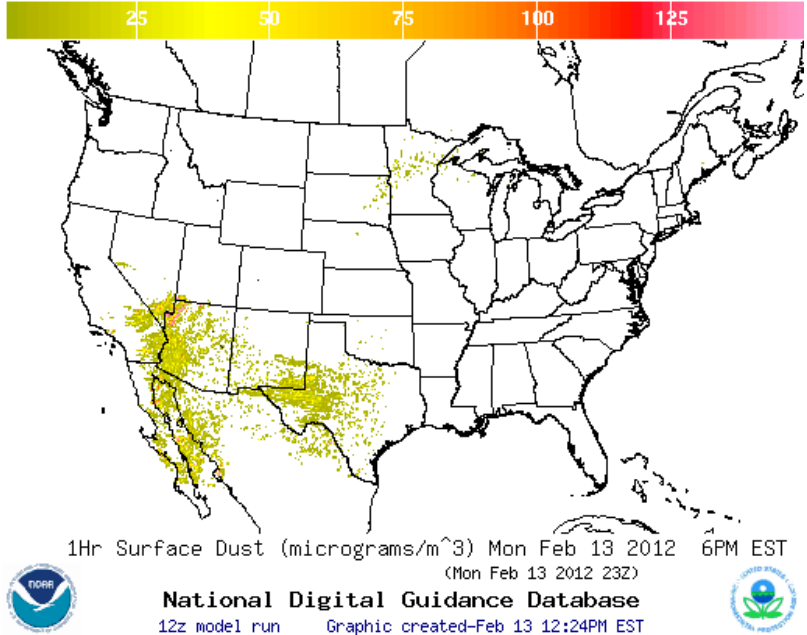 25 50 75 100 125
1Hr Surface Dust (micrograms/m^3) Mon Feb 13 2012 6PM EST
(Mon Feb 13 2012 23Z)
NOAA
National Digital Guidance Database
12z model run Graphic created-Feb 13 12:24PM EST